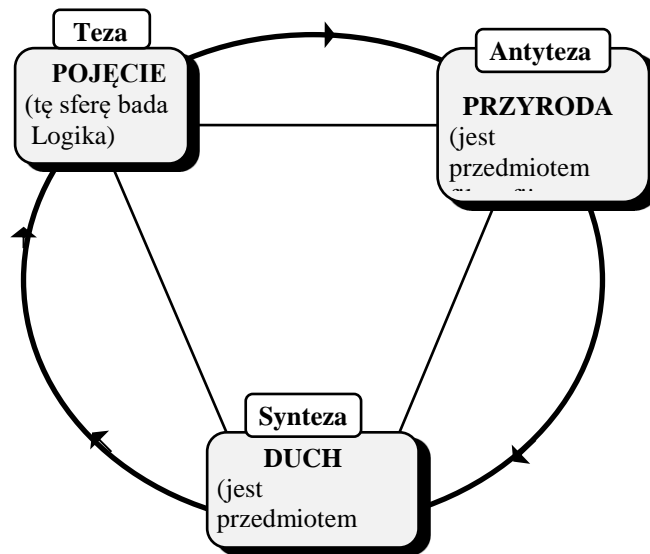 Teza
POJĘCIE
(tę sferę bada
Logika)
Antyteza
PRZYRODA
(jest
przedmiotem
Synteza
DUCH
(jest
przedmiotem